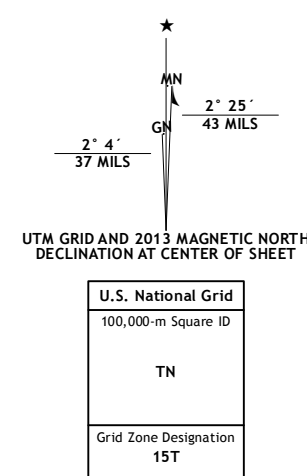 ★
MN
2° 25´
43 MILS
GN
2° 4´
37 MILS
UTM GRID AND 2013 MAGNETIC NORTH
DECLINATION AT CENTER OF SHEET
U.S. National Grid
100,000-m Square ID
TN
Grid Zone Designation
15T